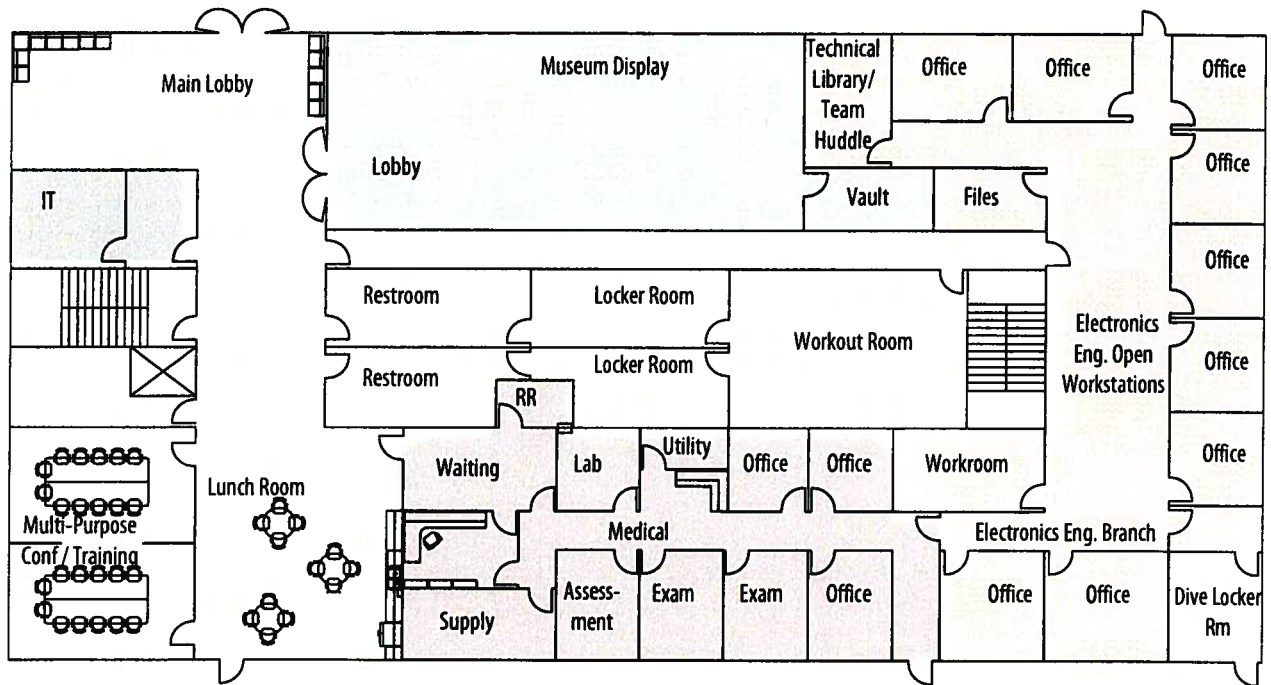 Main Lobby
Museum Display
Technical
Library/
Team
Huddle
Office
Office
Office
Lobby
IT
Vault
Files
Office
Office
Restroom
Locker Room
Workout Room
Electronics
Eng. Open
Workstations
Office
Restroom
Locker Room
RR
Waiting
Lab
Utility
Office
Office
Workroom
Office
Lunch Room
Multi-Purpose
Conf / Training
Medical
Electronics Eng. Branch
Supply
Assess-
ment
Exam
Exam
Office
Office
Office
Dive Locker
Rm